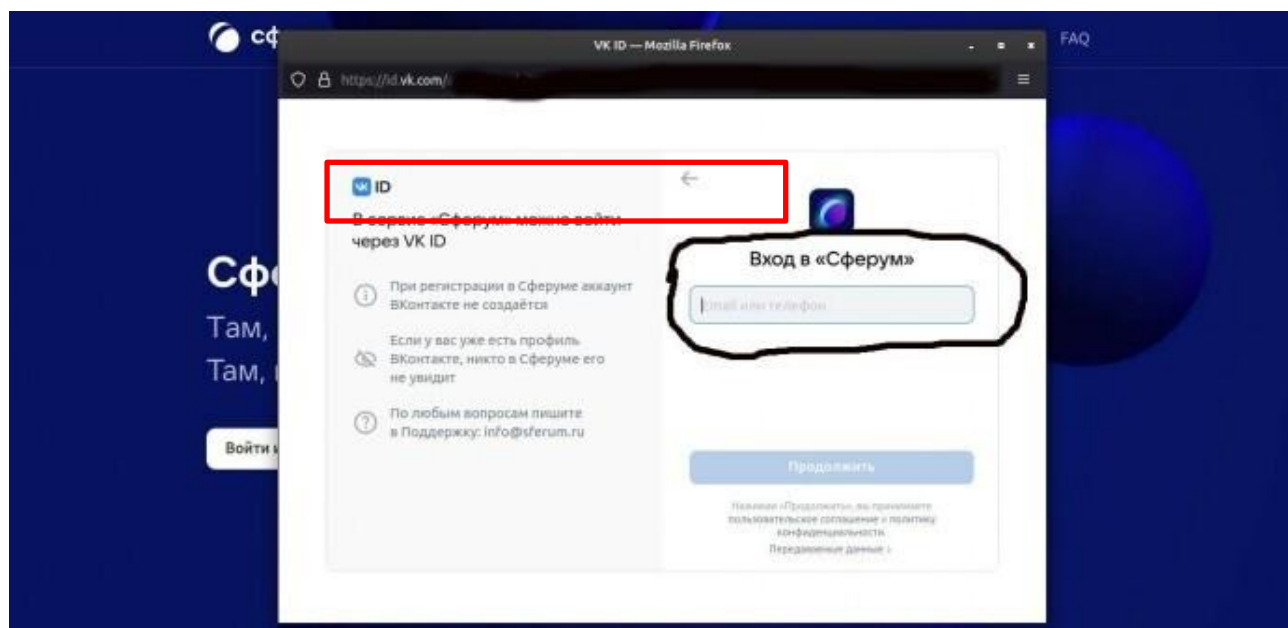 сф
FAQ
VK ID — Mozilla Firefox
https://id.vk.com/
VK ID
В сервис «Сферум» можно войти
через VK ID
При регистрации в Сферуме аккаунт
ВКонтакте не создаётся
Если у вас уже есть профиль
ВКонтакте, никто в Сферуме его
не увидит
По любым вопросам пишите
в Поддержку: info@sferum.ru
Вход в «Сферум»
Email или телефон
Продолжить
Нажимая «Продолжить», вы принимаете
пользовательское соглашение и политику
конфиденциальности
Передаваемые данные
Сфе
Там,
Там,
Войти и